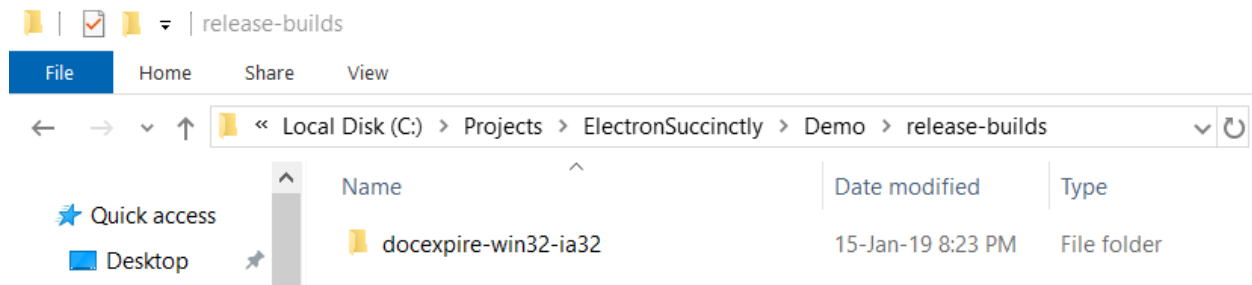 release-builds
File Home Share View
« Local Disk (C:) > Projects > ElectronSuccinctly > Demo > release-builds
Name Date modified Type
Quick access
docexpire-win32-ia32 15-Jan-19 8:23 PM File folder
Desktop